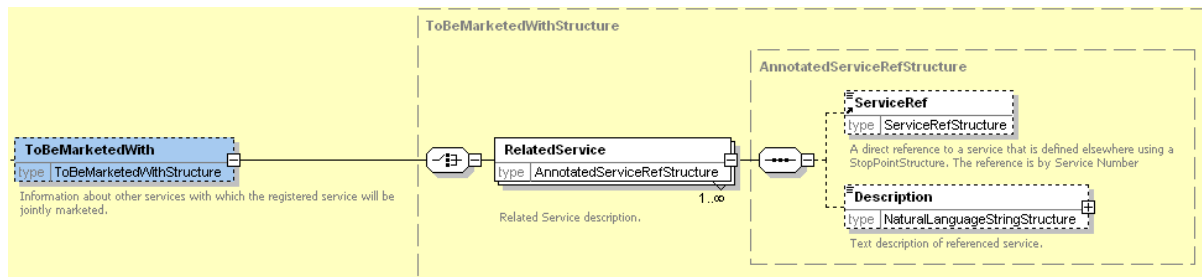 ToBeMarketedWithStructure
AnnotatedServiceRefStructure
ServiceRef
type ServiceRefStructure
A direct reference to a service that is defined elsewhere using a
StopPointStructure. The reference is by Service Number
ToBeMarketedWith
type ToBeMarketedWithStructure
Information about other services with which the registered service will be
jointly marketed.
RelatedService
type AnnotatedServiceRefStructure
1..∞
Related Service description.
Description
type NaturalLanguageStringStructure
Text description of referenced service.